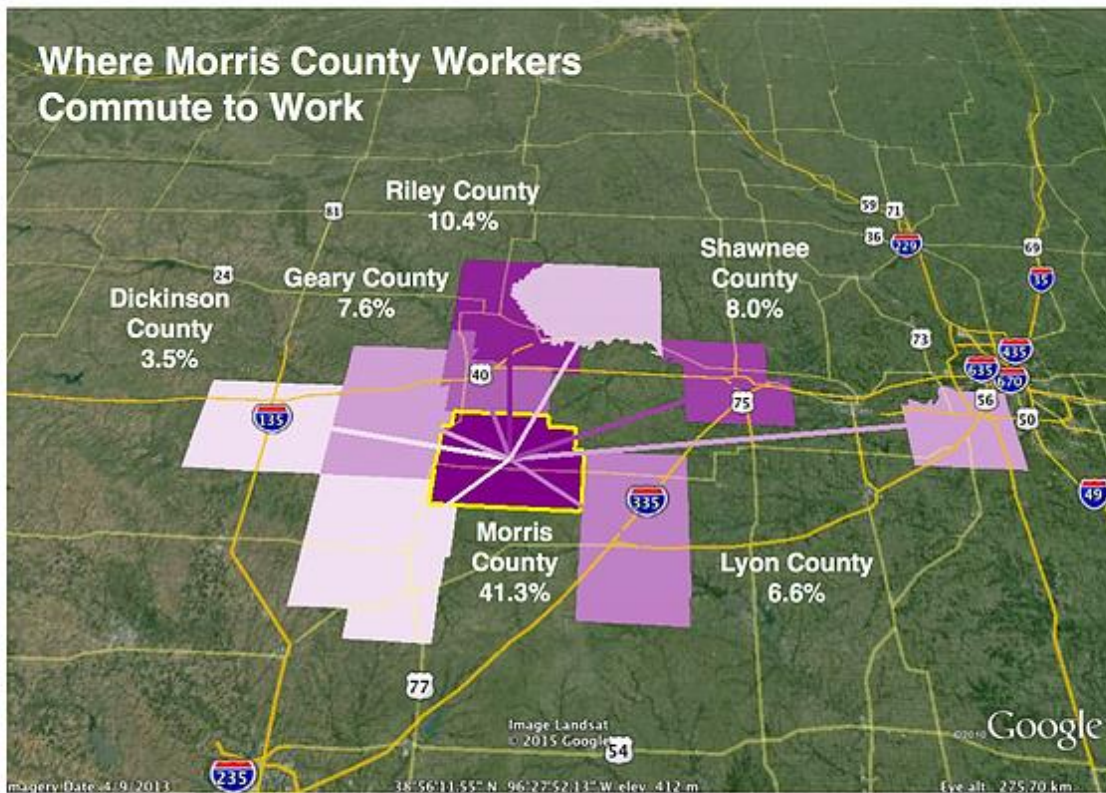 Where Morris County Workers
Commute to Work
Riley County
10.4%
Shawnee
County
8.0%
Geary County
7.6%
Dickinson
County
3.5%
Morris
County
41.3%
Lyon County
6.6%
81
24
40
135
59
71
36
229
69
35
73
435
635
670
56
50
75
49
335
77
54
235
Image Landsat
© 2015 Google
©2010 Google
magery Date: 4/9/2013
38°56'11.55" N 96°27'52.13" W elev 412 m
Eye alt 275.70 km